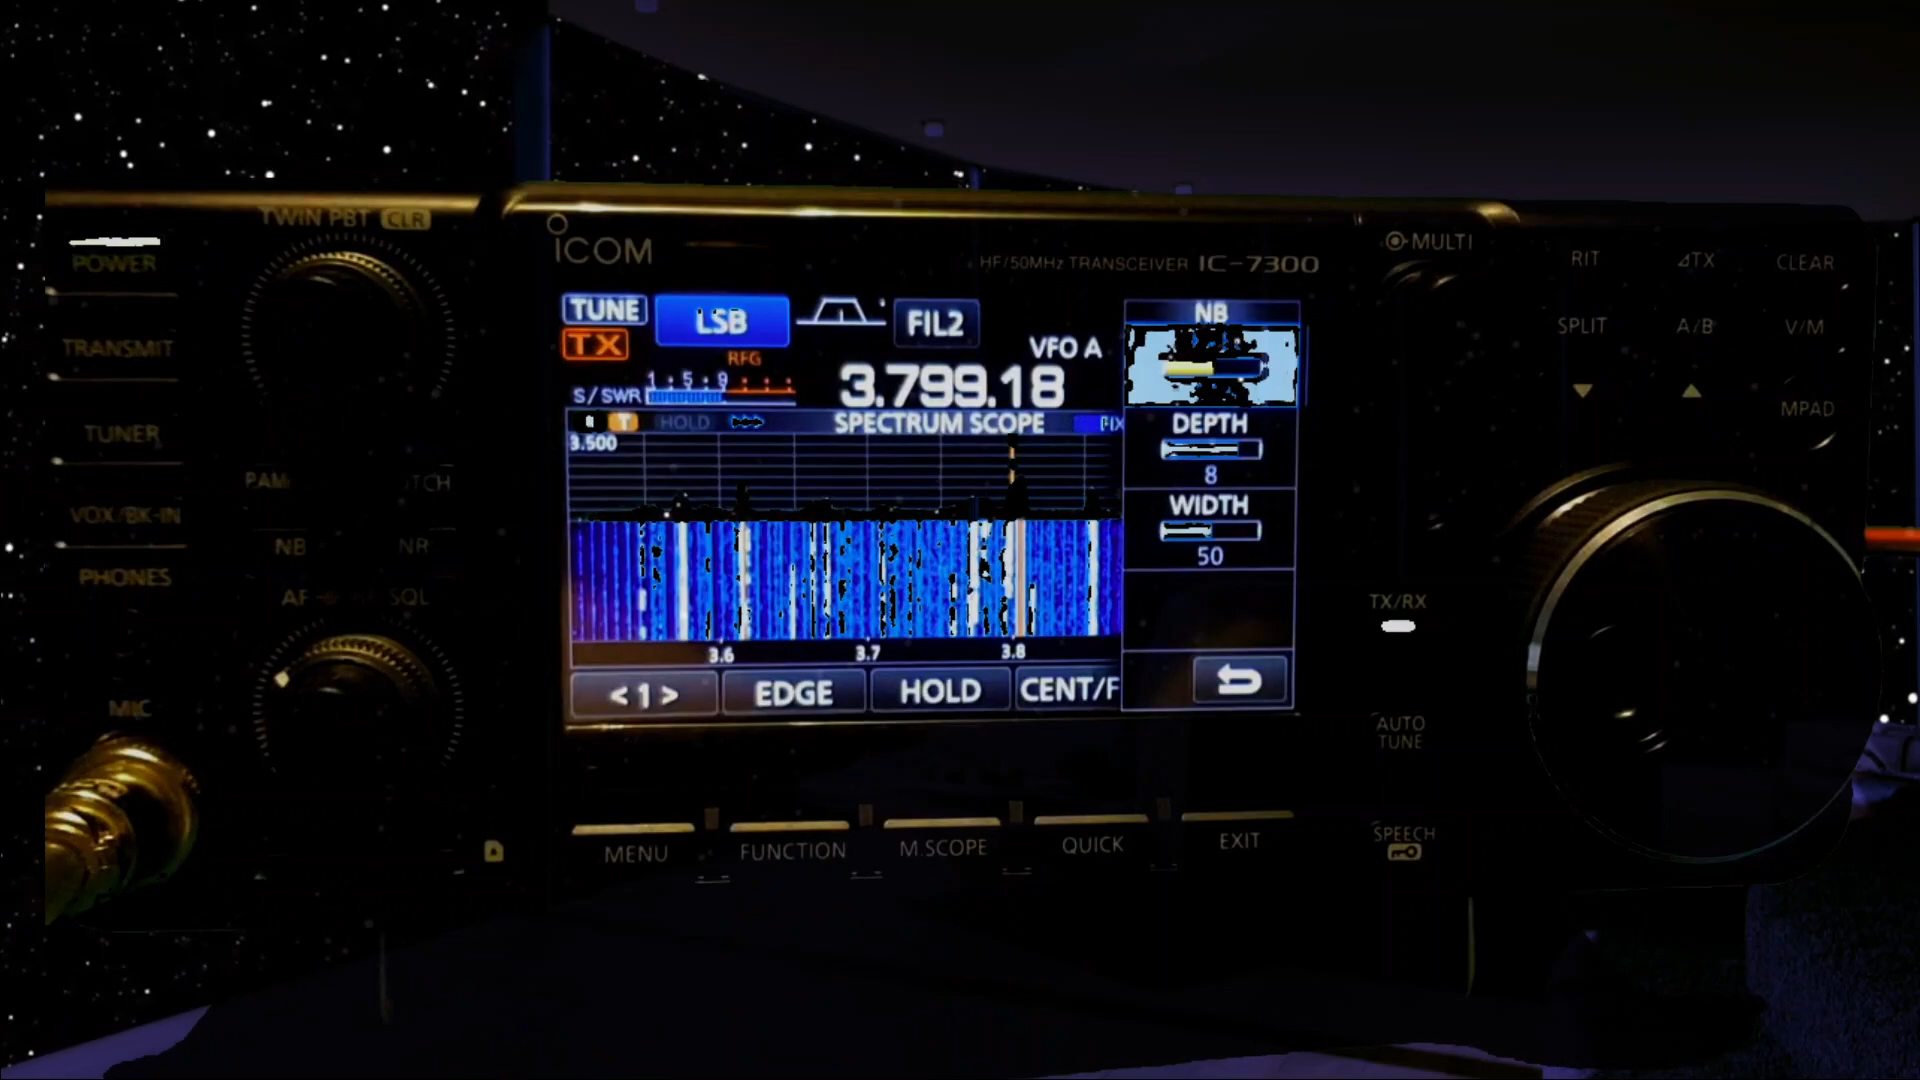 TWIN PBT CLR
POWER
TRANSMIT
TUNER
VOX/BK-IN
PHONES
NB
NR
AF
SQL
MIC
ICOM
HF/50MHz TRANSCEIVER IC-7300
TUNE
LSB
FIL2
TX
RFG
VFO A
1 5 9
S/SWR
3.799.18
T
HOLD
SPECTRUM SCOPE
3.500
3.6
3.7
3.8
<1>
EDGE
HOLD
CENT/F
NB
DEPTH
8
WIDTH
50
MENU
FUNCTION
M.SCOPE
QUICK
EXIT
MULTI
RIT
⊿TX
CLEAR
SPLIT
A/B
V/M
MPAD
TX/RX
AUTO
TUNE
SPEECH